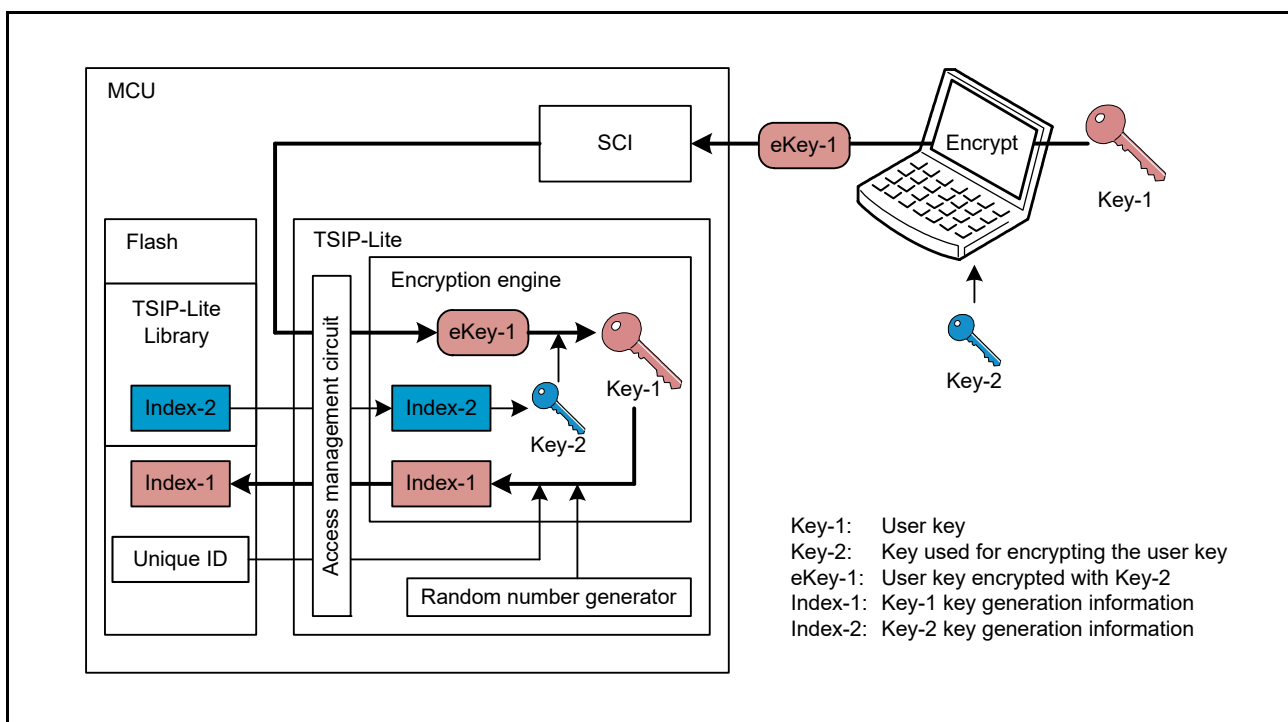 MCU
SCI
eKey-1
Encrypt
Key-1
Flash
TSIP-Lite
TSIP-Lite
Library
Access management circuit
Encryption engine
eKey-1
Key-1
Key-2
Index-2
Index-2
Key-2
Index-1
Index-1
Unique ID
Random number generator
Key-1: User key
Key-2: Key used for encrypting the user key
eKey-1: User key encrypted with Key-2
Index-1: Key-1 key generation information
Index-2: Key-2 key generation information